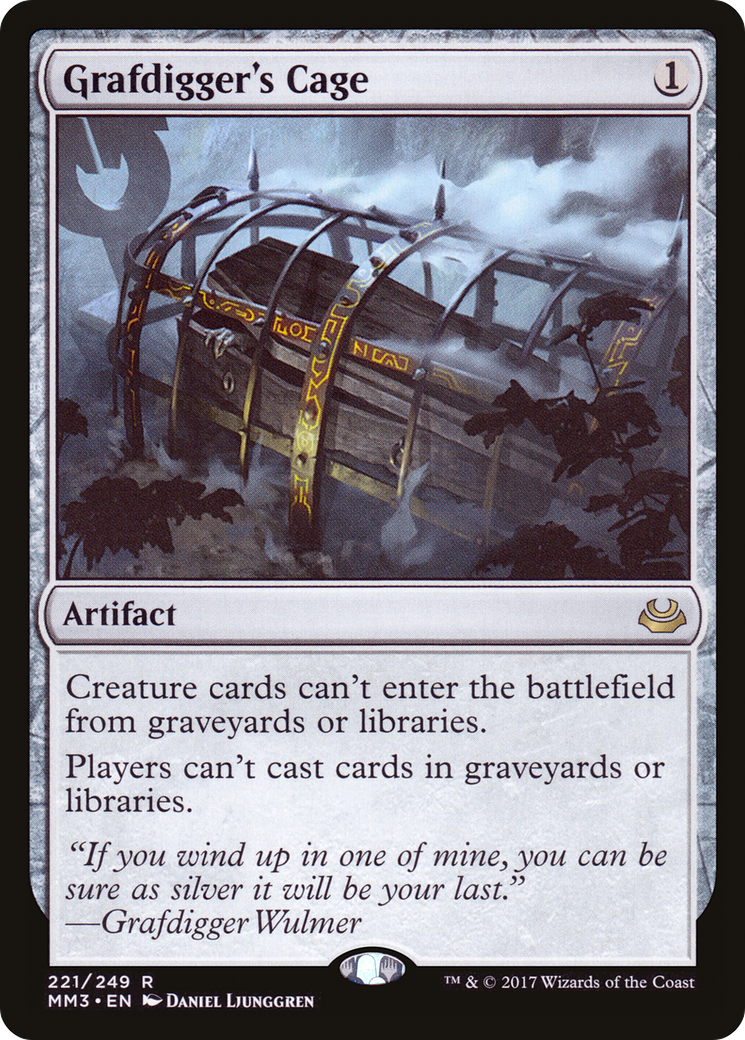 Grafdigger's Cage 1
Artifact
Creature cards can't enter the battlefield
from graveyards or libraries.
Players can't cast cards in graveyards or
libraries.
"If you wind up in one of mine, you can be
sure as silver it will be your last."
—Grafdigger Wulmer
221/249 R
MM3 • EN Daniel Ljunggren
™ & © 2017 Wizards of the Coast